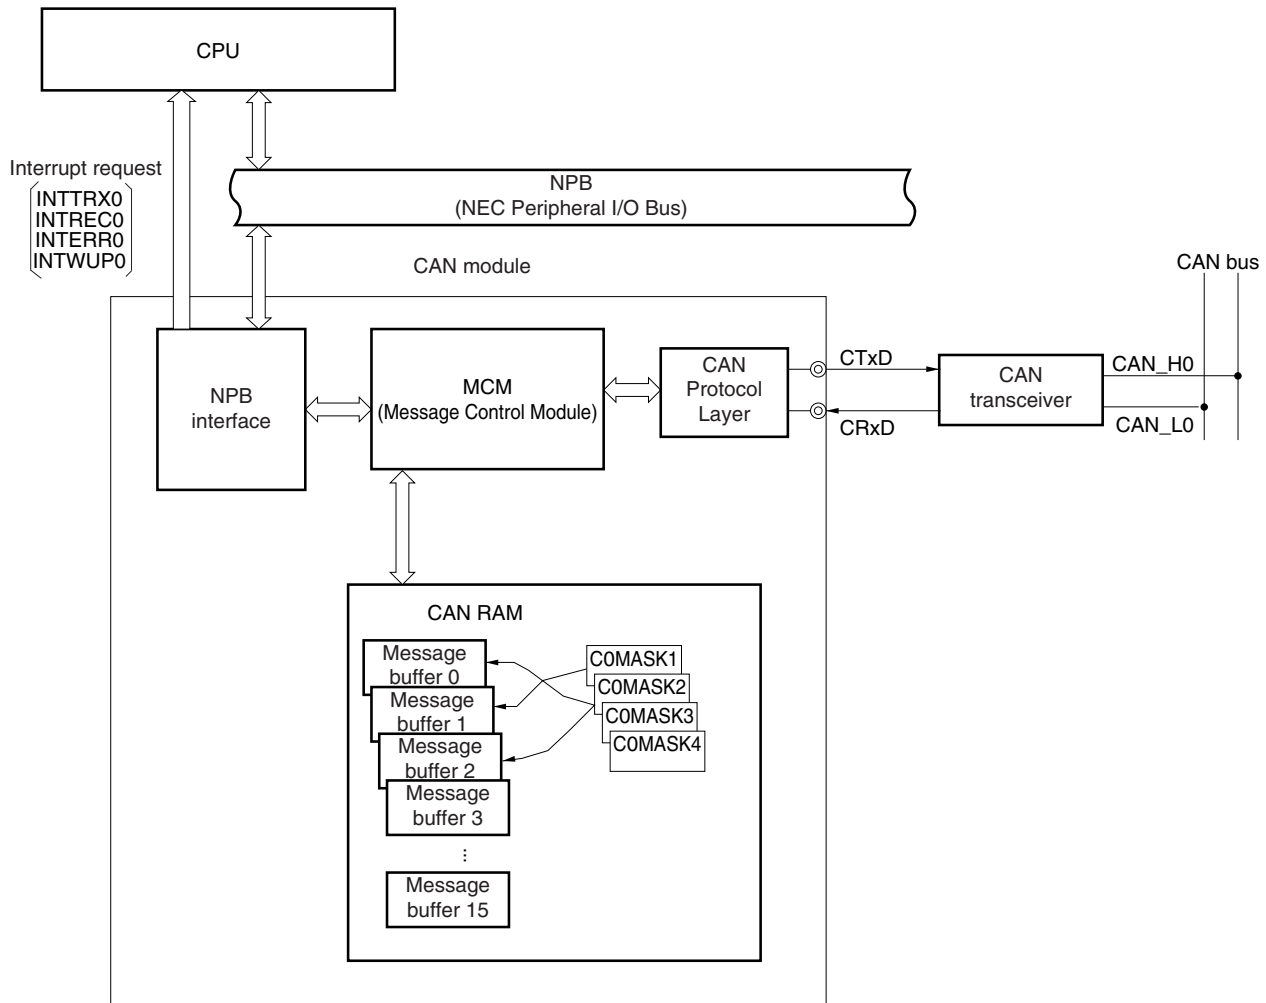 CPU
Interrupt request
INTTRX0
INTREC0
INTERR0
INTWUP0
NPB
(NEC Peripheral I/O Bus)
CAN module
CAN bus
NPB
interface
MCM
(Message Control Module)
CAN
Protocol
Layer
CTxD
CRxD
CAN
transceiver
CAN_H0
CAN_L0
CAN RAM
Message
buffer 0
Message
buffer 1
Message
buffer 2
Message
buffer 3
...
Message
buffer 15
C0MASK1
C0MASK2
C0MASK3
C0MASK4